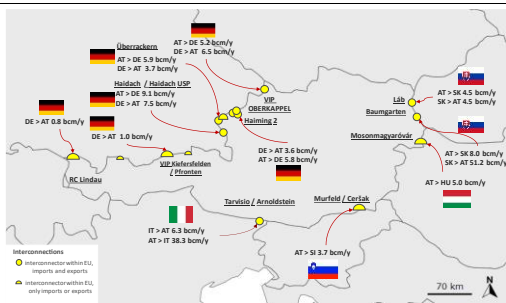 AT > DE 5.2 bcm/y
DE > AT 6.5 bcm/y
Überrackern
AT > DE 5.9 bcm/y
DE > AT 3.7 bcm/y
Haidach / Haidach USP
AT > DE 9.1 bcm/y
DE > AT 7.5 bcm/y
VIP
OBERKAPPEL
Haiming 2
Láb
AT > SK 4.5 bcm/y
SK > AT 4.5 bcm/y
Baumgarten
Mosonmagyaróvár
DE > AT 0.8 bcm/y
DE > AT 1.0 bcm/y
DE > AT 3.6 bcm/y
AT > DE 5.8 bcm/y
AT > SK 8.0 bcm/y
SK > AT 51.2 bcm/y
RC Lindau
VIP Kiefersfelden
/ Pfronten
AT > HU 5.0 bcm/y
Tarvisio / Arnoldstein
Murfeld / Ceršak
IT > AT 6.3 bcm/y
AT > IT 38.3 bcm/y
AT > SI 3.7 bcm/y
Interconnections
interconnector within EU,
imports and exports
interconnector within EU,
only imports or exports
70 km
N